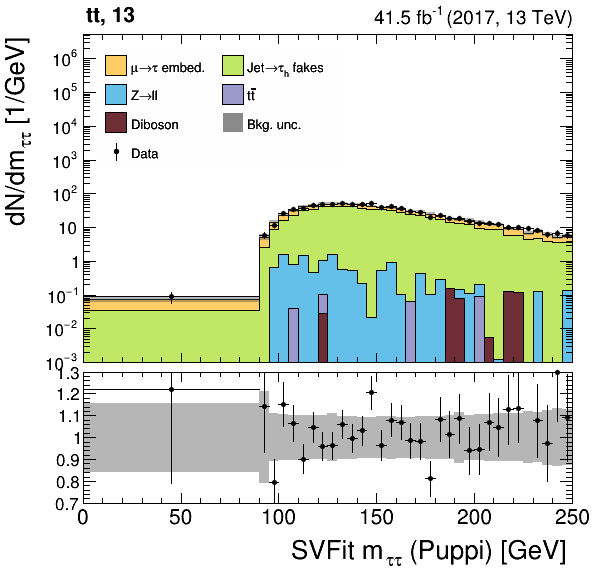 tt, 13
41.5 fb⁻¹ (2017, 13 TeV)
dN/dm_ττ [1/GeV]
10⁶
10⁵
10⁴
10³
10²
10
1
10⁻¹
10⁻²
10⁻³
μ→τ embed.
Jet→τ_h fakes
Z→ll
tt̄
Diboson
Bkg. unc.
Data
1.3
1.2
1.1
1
0.9
0.8
0.7
0 50 100 150 200 250
SVFit m_ττ (Puppi) [GeV]